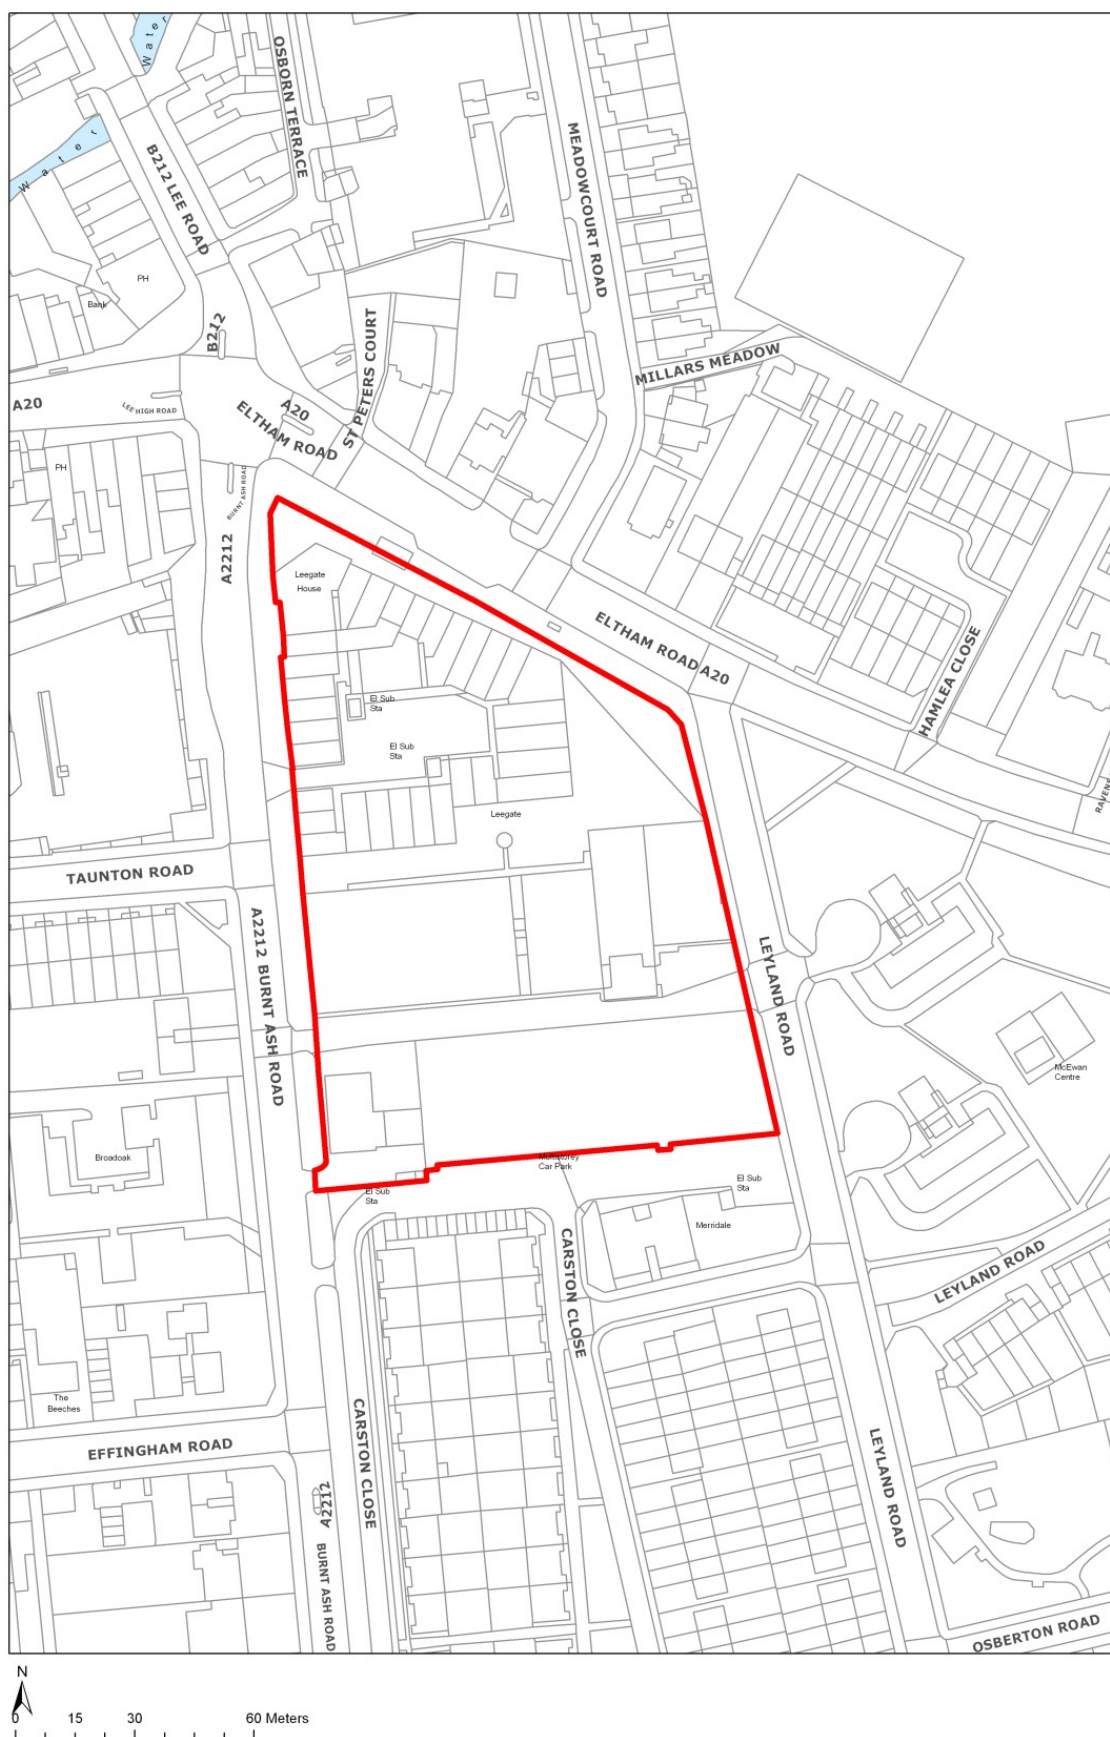 Water
OSBORN TERRACE
Water
B212 LEE ROAD
MEADOWCOURT ROAD
PH
Bank
B212
ST PETERS COURT
MILLARS MEADOW
A20
LEE HIGH ROAD
A20
ELTHAM ROAD
PH
BURNT ASH ROAD
A2212
Leegate
House
ELTHAM ROAD A20
HAMLEA CLOSE
El Sub
Sta
El Sub
Sta
Leegate
TAUNTON ROAD
A2212 BURNT ASH ROAD
LEYLAND ROAD
McEwan
Centre
Broadoak
Multistorey
Car Park
El Sub
Sta
El Sub
Sta
Merridale
CARSTON CLOSE
LEYLAND ROAD
The
Beeches
CARSTON CLOSE
EFFINGHAM ROAD
LEYLAND ROAD
A2212
BURNT ASH ROAD
OSBERTON ROAD
N
0 15 30 60 Meters